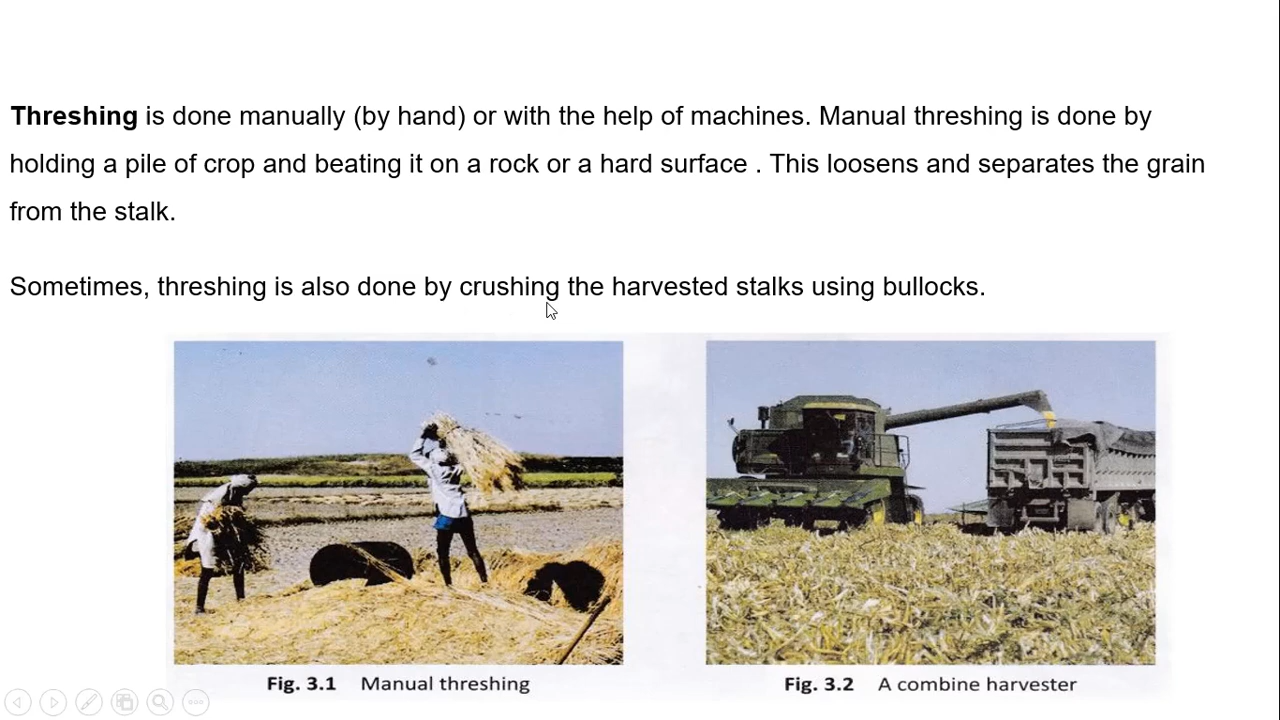 Threshing is done manually (by hand) or with the help of machines. Manual threshing is done by
holding a pile of crop and beating it on a rock or a hard surface . This loosens and separates the grain
from the stalk.
Sometimes, threshing is also done by crushing the harvested stalks using bullocks.
Fig. 3.1 Manual threshing
Fig. 3.2 A combine harvester